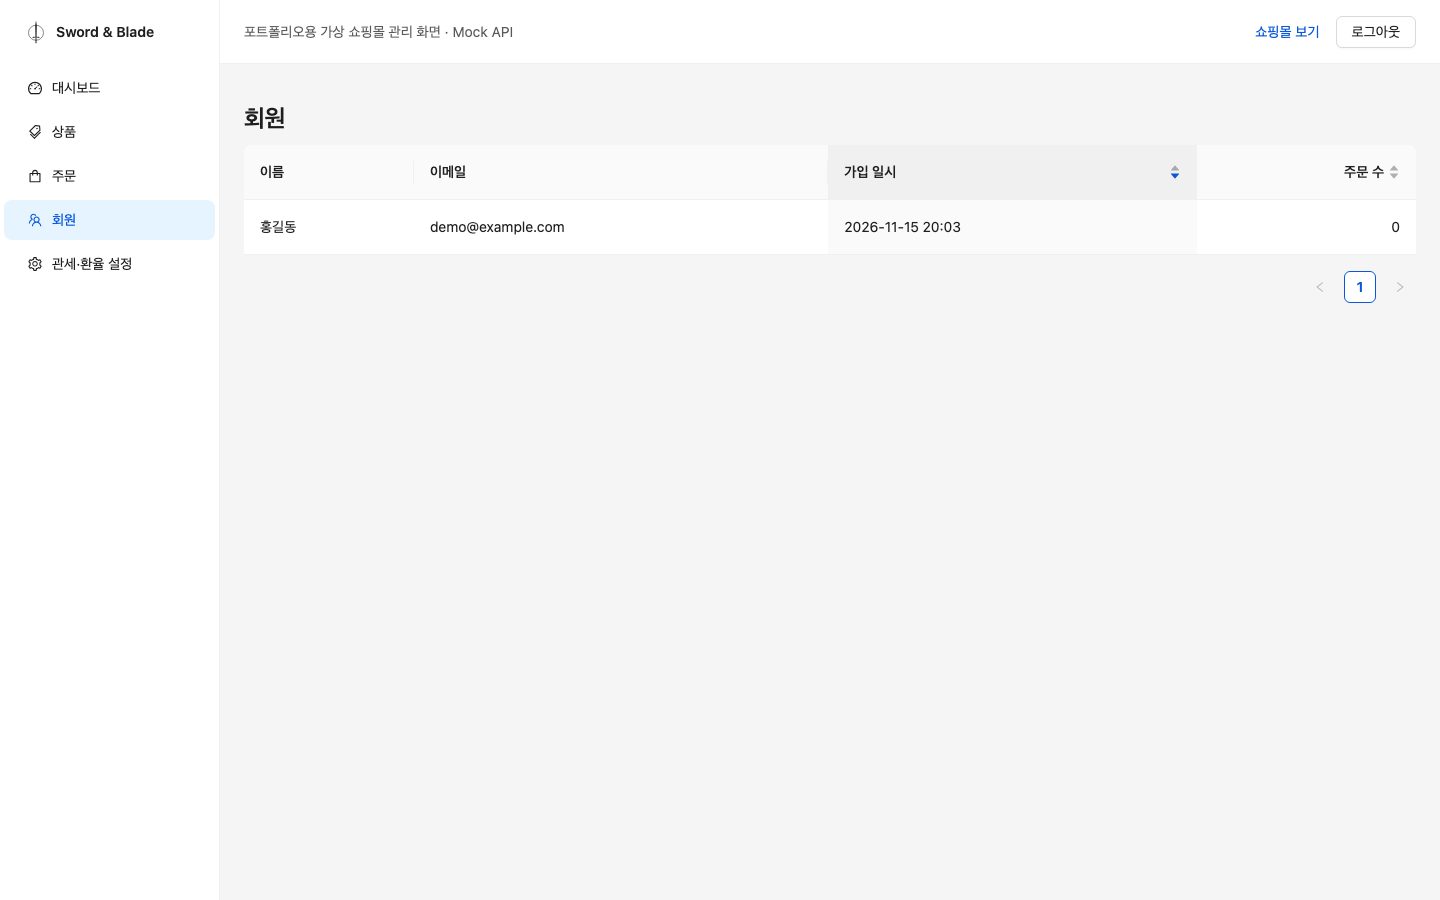 Sword & Blade
포트폴리오용 가상 쇼핑몰 관리 화면 · Mock API
쇼핑몰 보기
로그아웃
대시보드
상품
주문
회원
관세·환율 설정
회원
이름 이메일 가입 일시 주문 수
홍길동 demo@example.com 2026-11-15 20:03 0
1